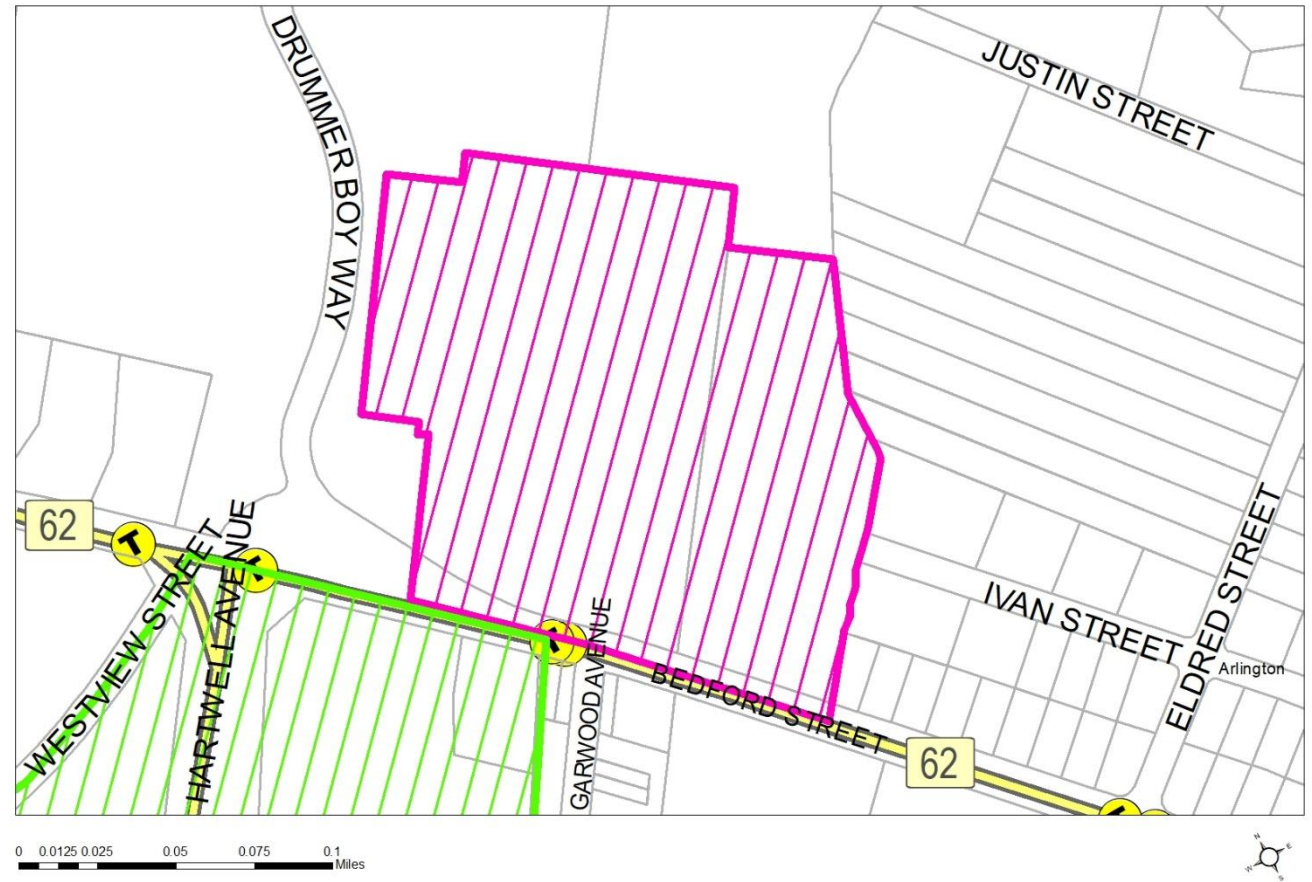 JUSTIN STREET
DRUMMER BOY WAY
62
WESTVIEW STREET
HARTWELL AVENUE
GARWOOD AVENUE
BEDFORD STREET
IVAN STREET
ELDRED STREET
Arlington
62
T
T
T
0 0.0125 0.025 0.05 0.075 0.1
Miles
N
E
W
S